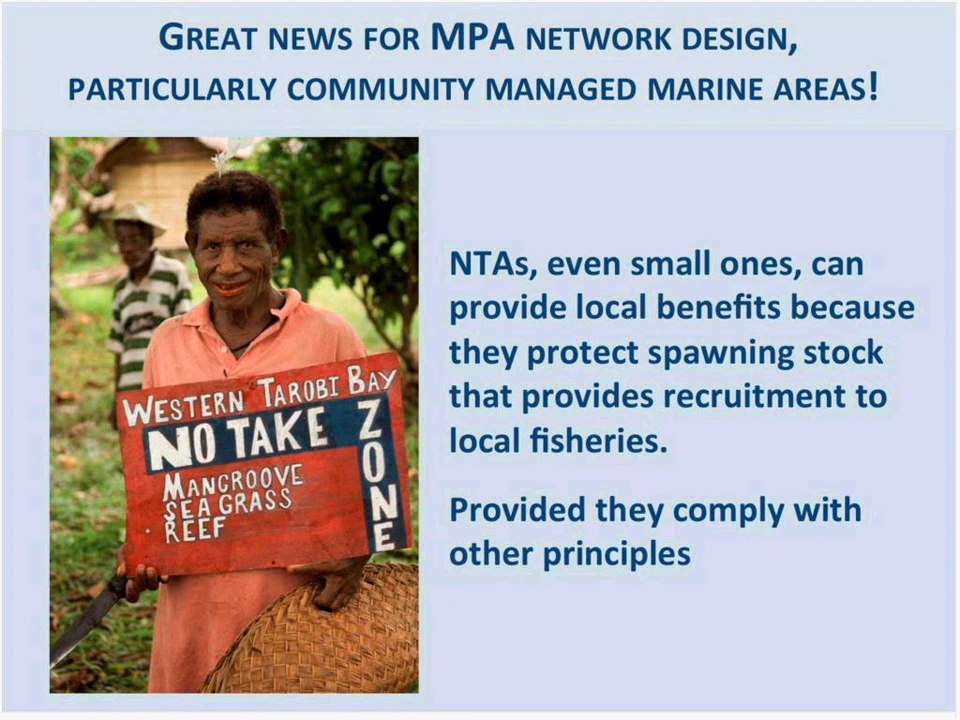 GREAT NEWS FOR MPA NETWORK DESIGN,
PARTICULARLY COMMUNITY MANAGED MARINE AREAS!
WESTERN TAROBI BAY
NO TAKE ZONE
MANGROOVE
SEA GRASS
REEF
NTAs, even small ones, can
provide local benefits because
they protect spawning stock
that provides recruitment to
local fisheries.
Provided they comply with
other principles